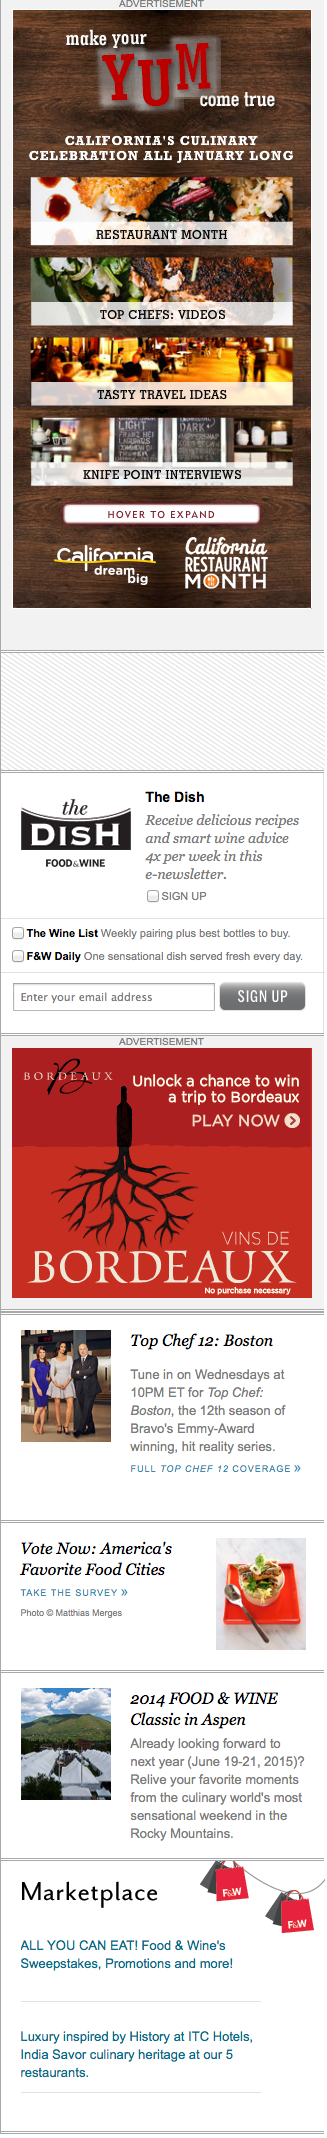 ADVERTISEMENT
make your
YUM
come true
CALIFORNIA'S CULINARY
CELEBRATION ALL JANUARY LONG
RESTAURANT MONTH
TOP CHEFS: VIDEOS
TASTY TRAVEL IDEAS
LIGHT
DARK
KNIFE POINT INTERVIEWS
HOVER TO EXPAND
California
dream
big
California
RESTAURANT
MONTH
the
DISH
FOOD&WINE
The Dish
Receive delicious recipes
and smart wine advice
4x per week in this
e-newsletter.
SIGN UP
The Wine List Weekly pairing plus best bottles to buy.
F&W Daily One sensational dish served fresh every day.
Enter your email address
SIGN UP
ADVERTISEMENT
BORDEAUX
B
Unlock a chance to win
a trip to Bordeaux
PLAY NOW
VINS DE
BORDEAUX
No purchase necessary
Top Chef 12: Boston
Tune in on Wednesdays at
10PM ET for Top Chef:
Boston, the 12th season of
Bravo's Emmy-Award
winning, hit reality series.
FULL TOP CHEF 12 COVERAGE »
Vote Now: America's
Favorite Food Cities
TAKE THE SURVEY »
Photo © Matthias Merges
2014 FOOD & WINE
Classic in Aspen
Already looking forward to
next year (June 19-21, 2015)?
Relive your favorite moments
from the culinary world's most
sensational weekend in the
Rocky Mountains.
Marketplace
F&W
F&W
ALL YOU CAN EAT! Food & Wine's
Sweepstakes, Promotions and more!
Luxury inspired by History at ITC Hotels,
India Savor culinary heritage at our 5
restaurants.